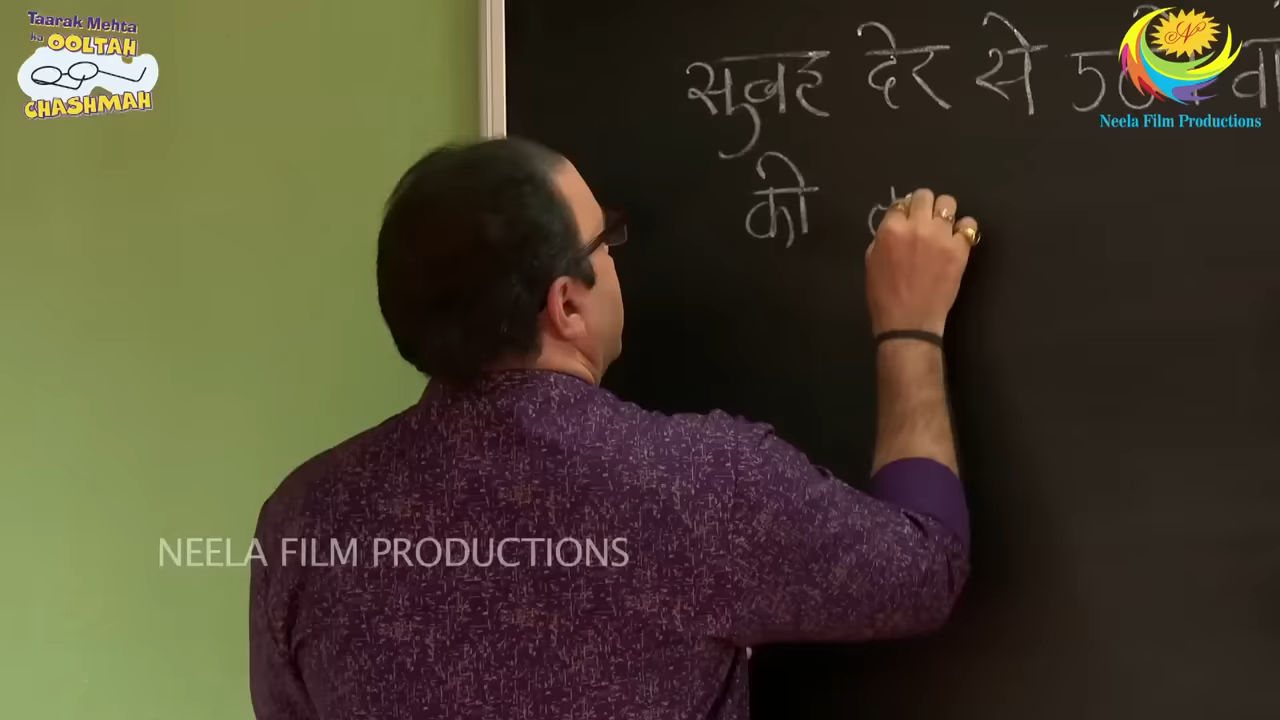 Taarak Mehta
ka OOLTAH
CHASHMAH
Neela Film Productions
सुबह देर से
को
NEELA FILM PRODUCTIONS